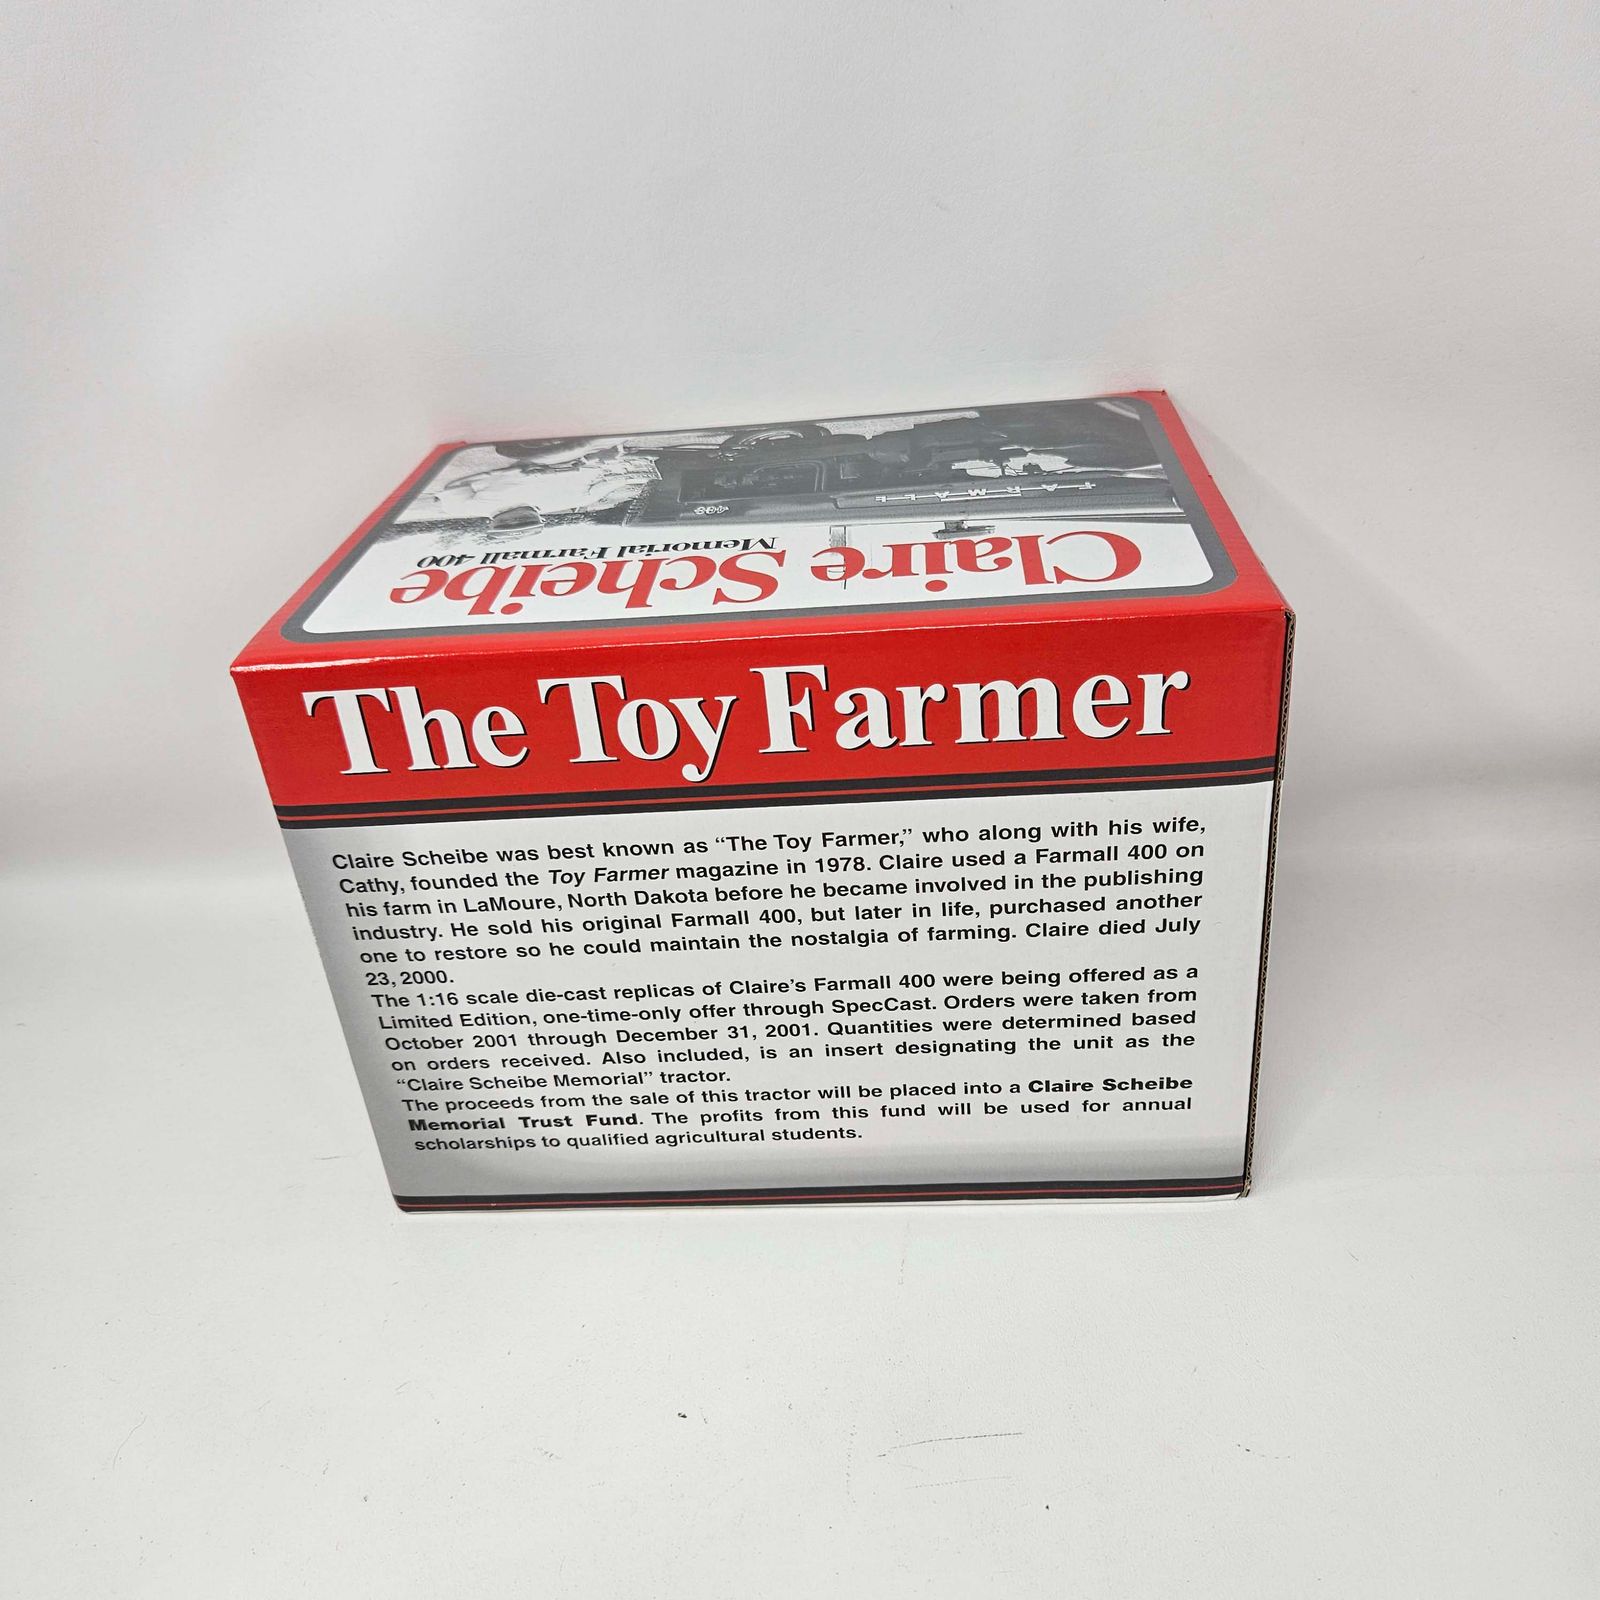 Claire Scheibe
Memorial Farmall 400
FARMALL
400
The Toy Farmer
Claire Scheibe was best known as “The Toy Farmer,” who along with his wife,
Cathy, founded the Toy Farmer magazine in 1978. Claire used a Farmall 400 on
his farm in LaMoure, North Dakota before he became involved in the publishing
industry. He sold his original Farmall 400, but later in life, purchased another
one to restore so he could maintain the nostalgia of farming. Claire died July
23, 2000.
The 1:16 scale die-cast replicas of Claire’s Farmall 400 were being offered as a
Limited Edition, one-time-only offer through SpecCast. Orders were taken from
October 2001 through December 31, 2001. Quantities were determined based
on orders received. Also included, is an insert designating the unit as the
“Claire Scheibe Memorial” tractor.
The proceeds from the sale of this tractor will be placed into a Claire Scheibe
Memorial Trust Fund. The profits from this fund will be used for annual
scholarships to qualified agricultural students.